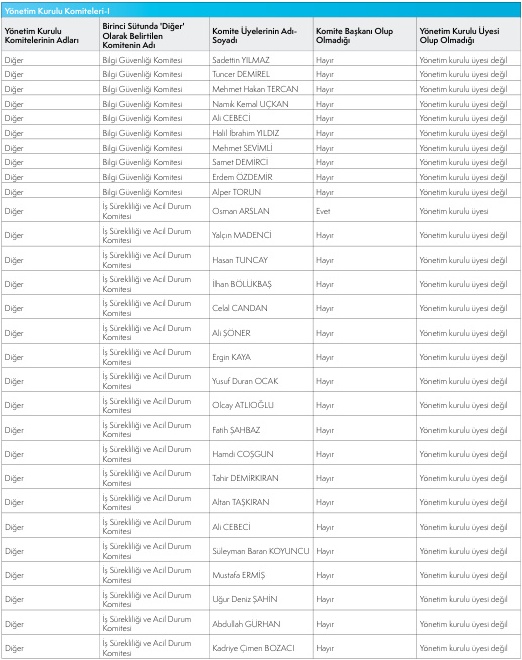 Yönetim Kurulu Komiteleri-I
Yönetim Kurulu Komitelerinin Adları | Birinci Sütunda 'Diğer' Olarak Belirtilen Komitenin Adı | Komite Üyelerinin Adı-Soyadı | Komite Başkanı Olup Olmadığı | Yönetim Kurulu Üyesi Olup Olmadığı
Diğer | Bilgi Güvenliği Komitesi | Sadettin YILMAZ | Hayır | Yönetim kurulu üyesi değil
Diğer | Bilgi Güvenliği Komitesi | Tuncer DEMİREL | Hayır | Yönetim kurulu üyesi değil
Diğer | Bilgi Güvenliği Komitesi | Mehmet Hakan TERCAN | Hayır | Yönetim kurulu üyesi değil
Diğer | Bilgi Güvenliği Komitesi | Namık Kemal UÇKAN | Hayır | Yönetim kurulu üyesi değil
Diğer | Bilgi Güvenliği Komitesi | Ali CEBECİ | Hayır | Yönetim kurulu üyesi değil
Diğer | Bilgi Güvenliği Komitesi | Halil İbrahim YILDIZ | Hayır | Yönetim kurulu üyesi değil
Diğer | Bilgi Güvenliği Komitesi | Mehmet SEVİMLİ | Hayır | Yönetim kurulu üyesi değil
Diğer | Bilgi Güvenliği Komitesi | Samet DEMİRCİ | Hayır | Yönetim kurulu üyesi değil
Diğer | Bilgi Güvenliği Komitesi | Erdem ÖZDEMİR | Hayır | Yönetim kurulu üyesi değil
Diğer | Bilgi Güvenliği Komitesi | Alper TORUN | Hayır | Yönetim kurulu üyesi değil
Diğer | İş Sürekliliği ve Acil Durum Komitesi | Osman ARSLAN | Evet | Yönetim kurulu üyesi
Diğer | İş Sürekliliği ve Acil Durum Komitesi | Yalçın MADENCİ | Hayır | Yönetim kurulu üyesi değil
Diğer | İş Sürekliliği ve Acil Durum Komitesi | Hasan TUNCAY | Hayır | Yönetim kurulu üyesi değil
Diğer | İş Sürekliliği ve Acil Durum Komitesi | İlhan BÖLÜKBAŞ | Hayır | Yönetim kurulu üyesi değil
Diğer | İş Sürekliliği ve Acil Durum Komitesi | Celal CANDAN | Hayır | Yönetim kurulu üyesi değil
Diğer | İş Sürekliliği ve Acil Durum Komitesi | Ali ŞÖNER | Hayır | Yönetim kurulu üyesi değil
Diğer | İş Sürekliliği ve Acil Durum Komitesi | Ergin KAYA | Hayır | Yönetim kurulu üyesi değil
Diğer | İş Sürekliliği ve Acil Durum Komitesi | Yusuf Duran OCAK | Hayır | Yönetim kurulu üyesi değil
Diğer | İş Sürekliliği ve Acil Durum Komitesi | Olcay ATLIOĞLU | Hayır | Yönetim kurulu üyesi değil
Diğer | İş Sürekliliği ve Acil Durum Komitesi | Fatih ŞAHBAZ | Hayır | Yönetim kurulu üyesi değil
Diğer | İş Sürekliliği ve Acil Durum Komitesi | Hamdi COŞGUN | Hayır | Yönetim kurulu üyesi değil
Diğer | İş Sürekliliği ve Acil Durum Komitesi | Tahir DEMİRKIRAN | Hayır | Yönetim kurulu üyesi değil
Diğer | İş Sürekliliği ve Acil Durum Komitesi | Altan TAŞKIRAN | Hayır | Yönetim kurulu üyesi değil
Diğer | İş Sürekliliği ve Acil Durum Komitesi | Ali CEBECİ | Hayır | Yönetim kurulu üyesi değil
Diğer | İş Sürekliliği ve Acil Durum Komitesi | Süleyman Baran KOYUNCU | Hayır | Yönetim kurulu üyesi değil
Diğer | İş Sürekliliği ve Acil Durum Komitesi | Mustafa ERMİŞ | Hayır | Yönetim kurulu üyesi değil
Diğer | İş Sürekliliği ve Acil Durum Komitesi | Uğur Deniz ŞAHİN | Hayır | Yönetim kurulu üyesi değil
Diğer | İş Sürekliliği ve Acil Durum Komitesi | Abdullah GÜRHAN | Hayır | Yönetim kurulu üyesi değil
Diğer | İş Sürekliliği ve Acil Durum Komitesi | Kadriye Çimen BOZACI | Hayır | Yönetim kurulu üyesi değil